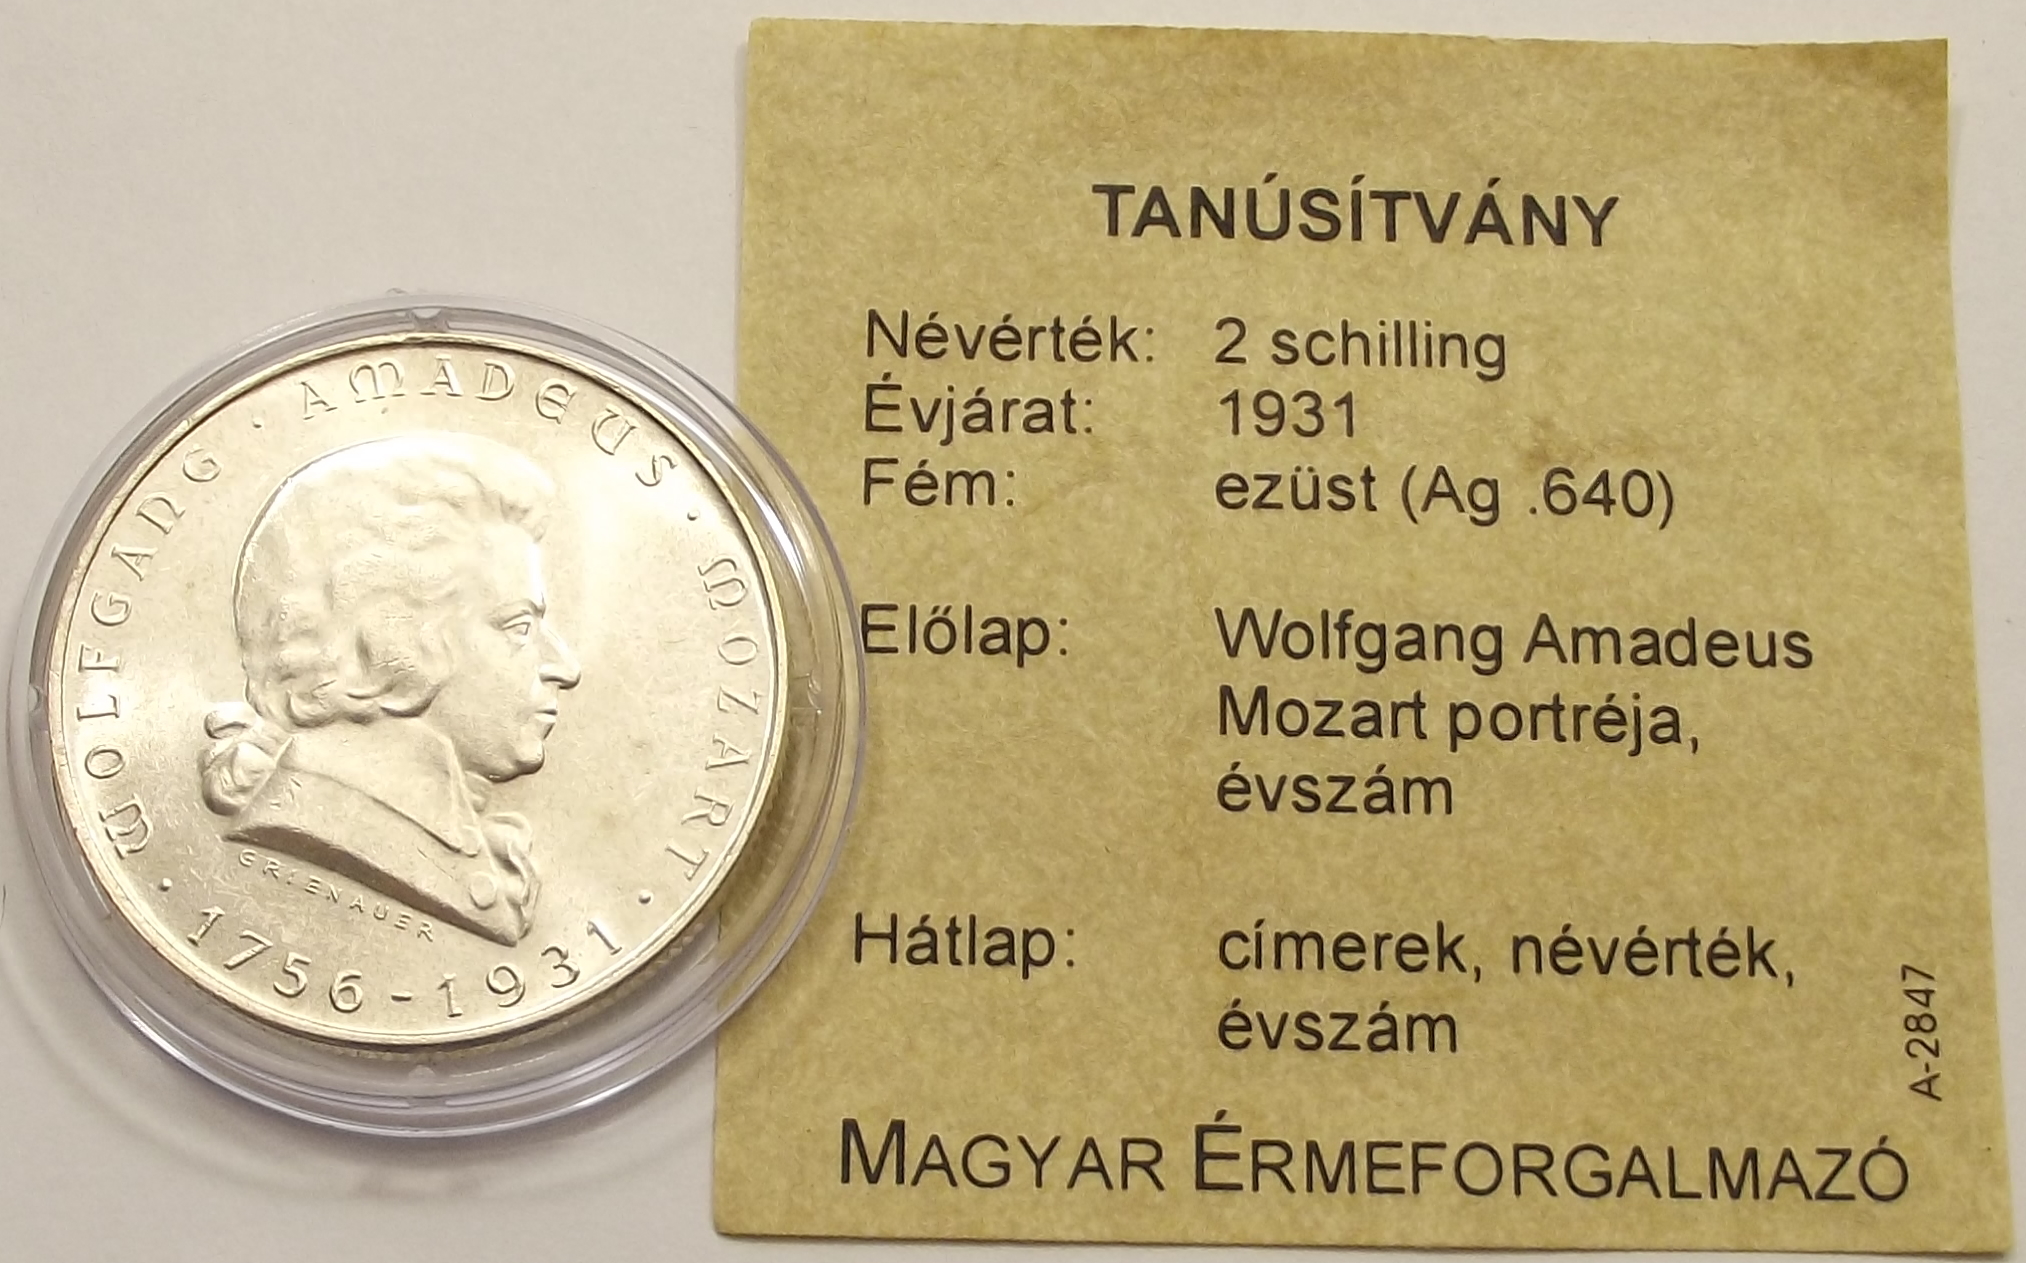 WOLFGANG · AMADEUS · MOZART
GRIENAUER
· 1756-1931 ·
TANÚSÍTVÁNY
Névérték: 2 schilling
Évjárat: 1931
Fém: ezüst (Ag .640)
Előlap: Wolfgang Amadeus
Mozart portréja,
évszám
Hátlap: címerek, névérték,
évszám
A-2847
MAGYAR ÉRMEFORGALMAZÓ